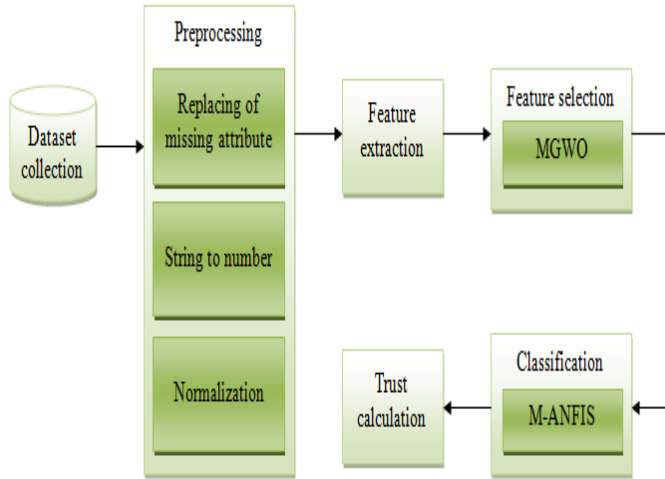 Dataset
collection
Preprocessing
Replacing of
missing attribute
String to number
Normalization
Feature
extraction
Feature selection
MGWO
Classification
M-ANFIS
Trust
calculation